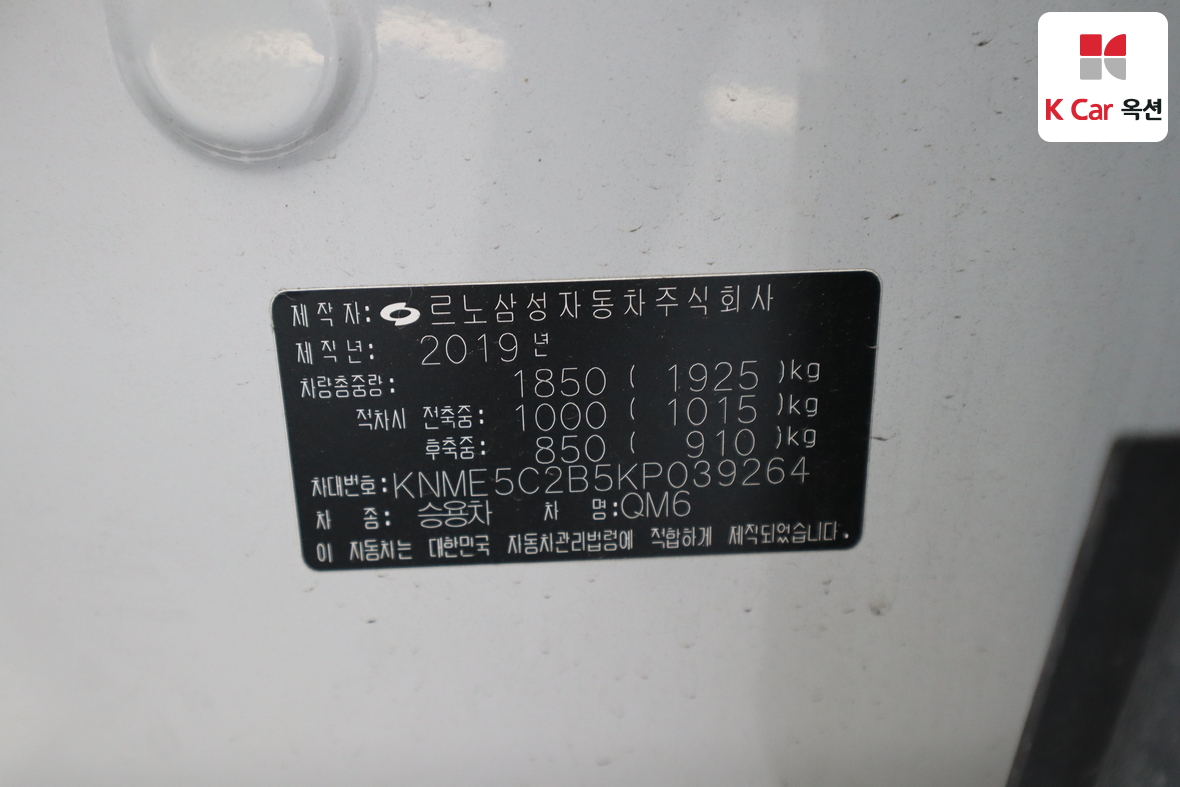 K Car 옥션
제작자: 르노삼성자동차주식회사
제작년: 2019년
차량총중량: 1850 ( 1925 )kg
적차시 전축중: 1000 ( 1015 )kg
후축중: 850 ( 910 )kg
차대번호:KNME5C2B5KP039264
차 종: 승용차 차 명:QM6
이 자동차는 대한민국 자동차관리법령에 적합하게 제작되었습니다.